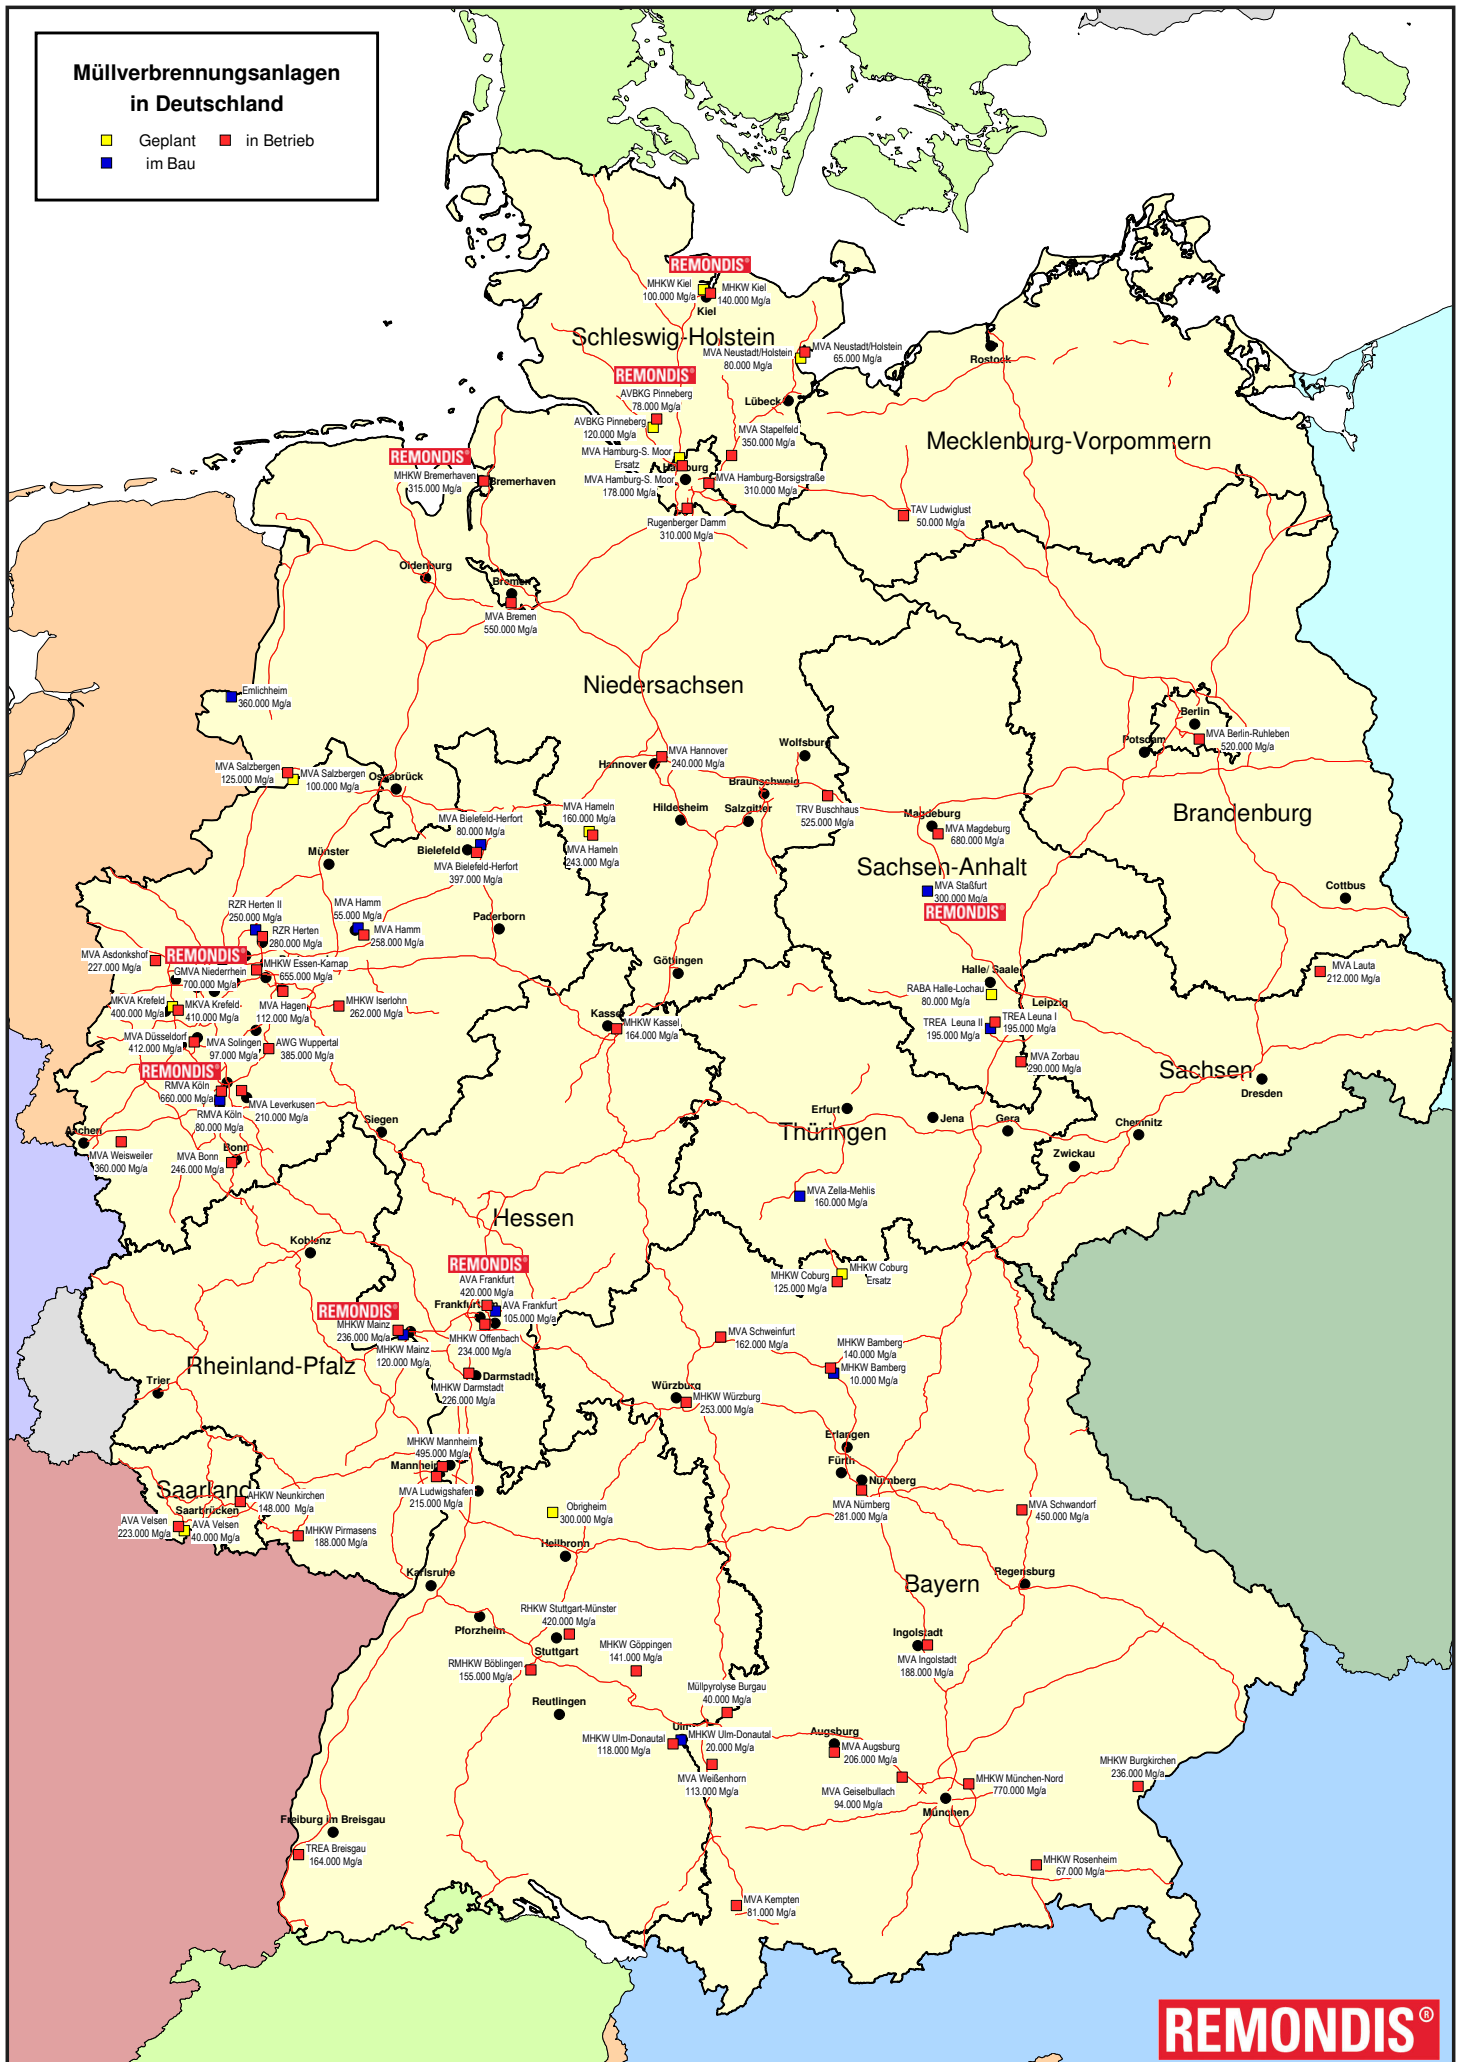 Müllverbrennungsanlagen
in Deutschland
Geplant
in Betrieb
im Bau
REMONDIS®
MHKW Kiel
100.000 Mg/a
MHKW Kiel
140.000 Mg/a
Kiel
Schleswig-Holstein
MVA Neustadt/Holstein
80.000 Mg/a
MVA Neustadt/Holstein
65.000 Mg/a
Rostock
REMONDIS®
AVBKG Pinneberg
78.000 Mg/a
AVBKG Pinneberg
120.000 Mg/a
Lübeck
MVA Stapelfeld
350.000 Mg/a
Mecklenburg-Vorpommern
MVA Hamburg-S. Moor
Ersatz
Hamburg
MVA Hamburg-S. Moor
178.000 Mg/a
MVA Hamburg-Borsigstraße
310.000 Mg/a
REMONDIS®
MHKW Bremerhaven
315.000 Mg/a
Bremerhaven
Rugenberger Damm
310.000 Mg/a
TAV Ludwiglust
50.000 Mg/a
Oldenburg
Bremen
MVA Bremen
550.000 Mg/a
Emlichheim
360.000 Mg/a
Niedersachsen
Berlin
MVA Berlin-Ruhleben
520.000 Mg/a
Potsdam
MVA Salzbergen
125.000 Mg/a
MVA Salzbergen
100.000 Mg/a
Osnabrück
MVA Hannover
240.000 Mg/a
Hannover
Wolfsburg
Braunschweig
Hildesheim
Salzgitter
TRV Buschhaus
525.000 Mg/a
Magdeburg
MVA Magdeburg
680.000 Mg/a
Brandenburg
MVA Hameln
160.000 Mg/a
MVA Hameln
243.000 Mg/a
MVA Bielefeld-Herfort
80.000 Mg/a
Bielefeld
MVA Bielefeld-Herfort
397.000 Mg/a
Münster
Sachsen-Anhalt
MVA Staßfurt
300.000 Mg/a
REMONDIS®
Cottbus
RZR Herten II
250.000 Mg/a
RZR Herten
280.000 Mg/a
MVA Hamm
55.000 Mg/a
MVA Hamm
258.000 Mg/a
Paderborn
MVA Asdonkshof
227.000 Mg/a
REMONDIS®
GMVA Niederrhein
700.000 Mg/a
MHKW Essen-Karnap
655.000 Mg/a
Göttingen
Halle/ Saale
RABA Halle-Lochau
80.000 Mg/a
MVA Lauta
212.000 Mg/a
MKVA Krefeld
400.000 Mg/a
MKVA Krefeld
410.000 Mg/a
MVA Hagen
112.000 Mg/a
MHKW Iserlohn
262.000 Mg/a
Kassel
MHKW Kassel
164.000 Mg/a
Leipzig
TREA Leuna I
195.000 Mg/a
TREA Leuna II
195.000 Mg/a
MVA Düsseldorf
412.000 Mg/a
MVA Solingen
97.000 Mg/a
AWG Wuppertal
385.000 Mg/a
MVA Zorbau
290.000 Mg/a
Sachsen
Dresden
REMONDIS®
RMVA Köln
660.000 Mg/a
RMVA Köln
80.000 Mg/a
MVA Leverkusen
210.000 Mg/a
Siegen
Erfurt
Jena
Gera
Chemnitz
Thüringen
Zwickau
Aachen
MVA Weisweiler
360.000 Mg/a
Bonn
MVA Bonn
246.000 Mg/a
MVA Zella-Mehlis
160.000 Mg/a
Hessen
Koblenz
REMONDIS®
AVA Frankfurt
420.000 Mg/a
Frankfurt
AVA Frankfurt
105.000 Mg/a
MHKW Coburg
125.000 Mg/a
MHKW Coburg
Ersatz
REMONDIS®
MHKW Mainz
236.000 Mg/a
MHKW Mainz
120.000 Mg/a
MHKW Offenbach
234.000 Mg/a
MVA Schweinfurt
162.000 Mg/a
MHKW Bamberg
140.000 Mg/a
MHKW Bamberg
10.000 Mg/a
Rheinland-Pfalz
Trier
Darmstadt
MHKW Darmstadt
226.000 Mg/a
Würzburg
MHKW Würzburg
253.000 Mg/a
Erlangen
Fürth
Nürnberg
MVA Nürnberg
281.000 Mg/a
MHKW Mannheim
495.000 Mg/a
Mannheim
MVA Ludwigshafen
215.000 Mg/a
Saarland
AHKW Neunkirchen
148.000 Mg/a
Saarbrücken
AVA Velsen
223.000 Mg/a
AVA Velsen
40.000 Mg/a
MHKW Pirmasens
188.000 Mg/a
Obrigheim
300.000 Mg/a
MVA Schwandorf
450.000 Mg/a
Heilbronn
Karlsruhe
Bayern
Regensburg
Pforzheim
RHKW Stuttgart-Münster
420.000 Mg/a
Stuttgart
MHKW Göppingen
141.000 Mg/a
RMHKW Böblingen
155.000 Mg/a
Ingolstadt
MVA Ingolstadt
188.000 Mg/a
Reutlingen
Müllpyrolyse Burgau
40.000 Mg/a
Ulm
MHKW Ulm-Donautal
118.000 Mg/a
MHKW Ulm-Donautal
20.000 Mg/a
MVA Weißenhorn
113.000 Mg/a
Augsburg
MVA Augsburg
206.000 Mg/a
MVA Geiselbullach
94.000 Mg/a
MHKW München-Nord
770.000 Mg/a
München
MHKW Burgkirchen
236.000 Mg/a
Freiburg im Breisgau
TREA Breisgau
164.000 Mg/a
MHKW Rosenheim
67.000 Mg/a
MVA Kempten
81.000 Mg/a
REMONDIS®